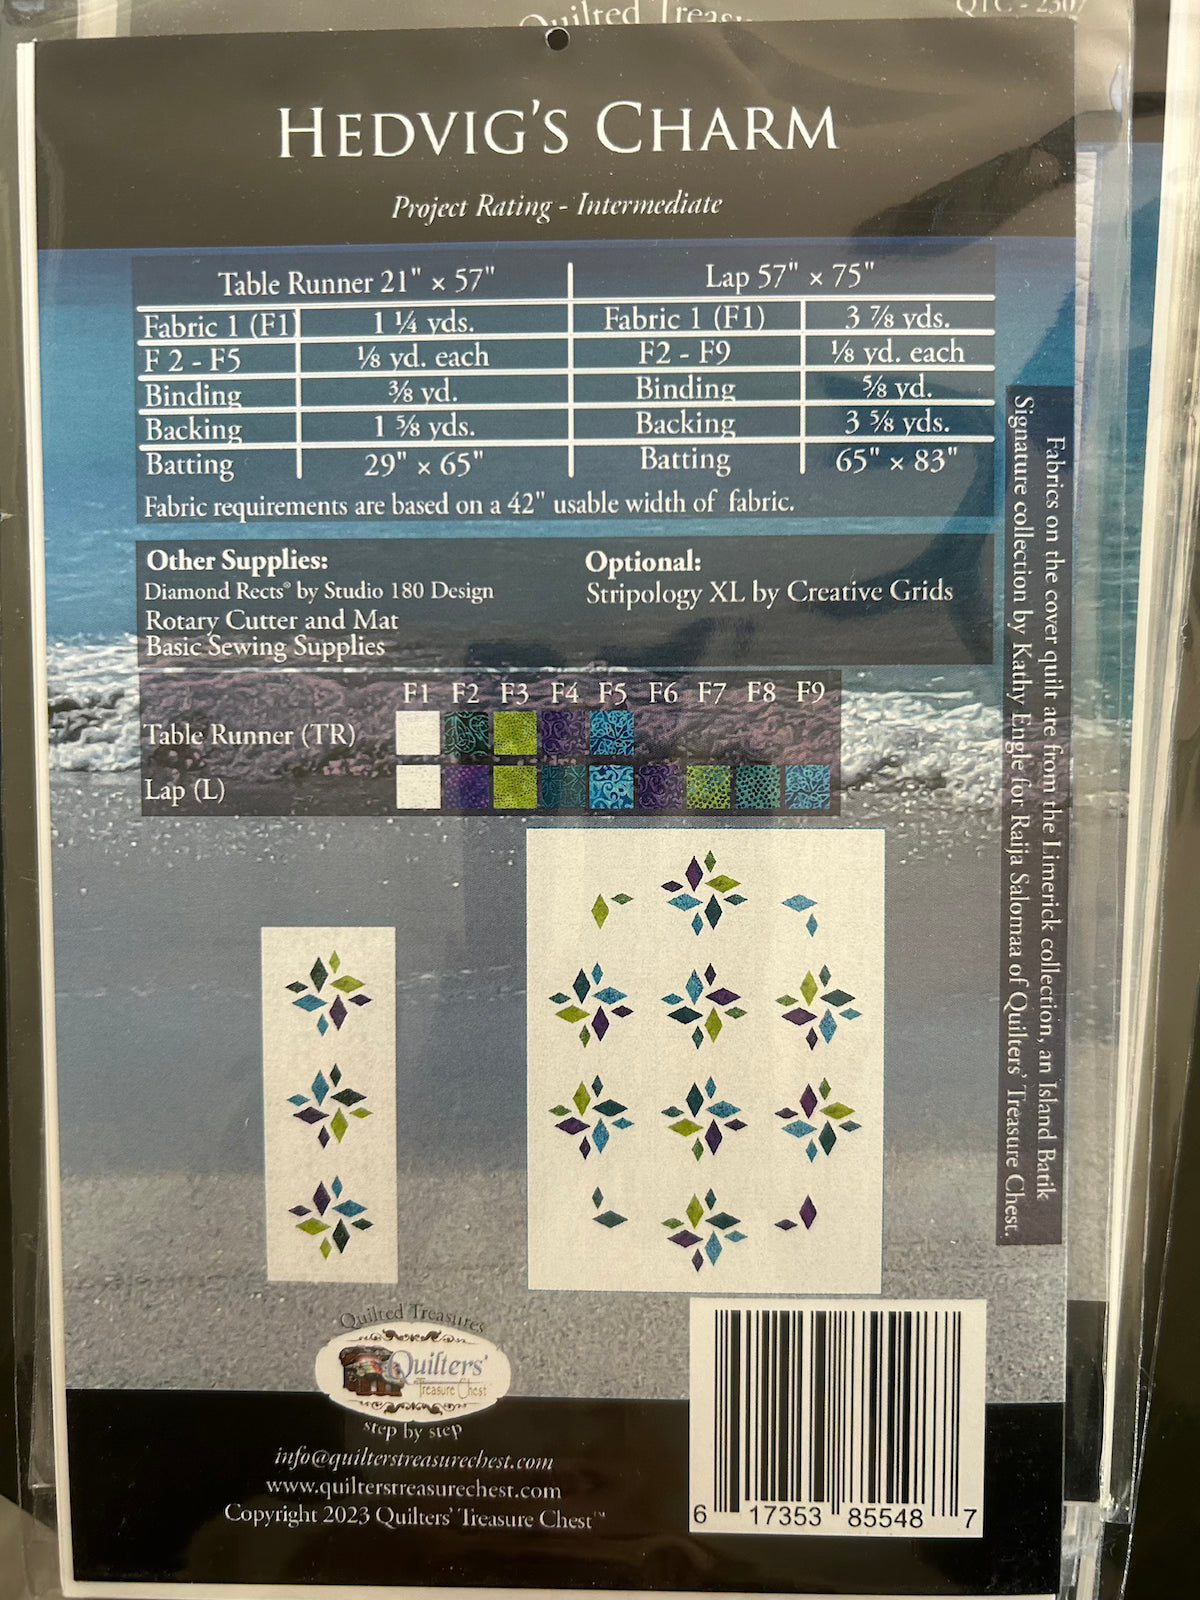 Quilted Treasu
QTC - 2307
HEDVIG'S CHARM
Project Rating - Intermediate
Table Runner 21" × 57" Lap 57" × 75"
Fabric 1 (F1) 1 ¼ yds. Fabric 1 (F1) 3 ⅞ yds.
F 2 - F5 ⅛ yd. each F2 - F9 ⅛ yd. each
Binding ⅜ yd. Binding ⅝ yd.
Backing 1 ⅝ yds. Backing 3 ⅝ yds.
Batting 29" × 65" Batting 65" × 83"
Fabric requirements are based on a 42" usable width of fabric.
Other Supplies:
Diamond Rects® by Studio 180 Design
Rotary Cutter and Mat
Basic Sewing Supplies
Optional:
Stripology XL by Creative Grids
F1 F2 F3 F4 F5 F6 F7 F8 F9
Table Runner (TR)
Lap (L)
Fabrics on the cover quilt are from the Limerick collection, an Island Batik
Signature collection by Kathy Engle for Raija Salomaa of Quilters' Treasure Chest.
Quilted Treasures
Quilters'
Treasure Chest
step by step
info@quilterstreasurechest.com
www.quilterstreasurechest.com
Copyright 2023 Quilters' Treasure Chest™
6 17353 85548 7